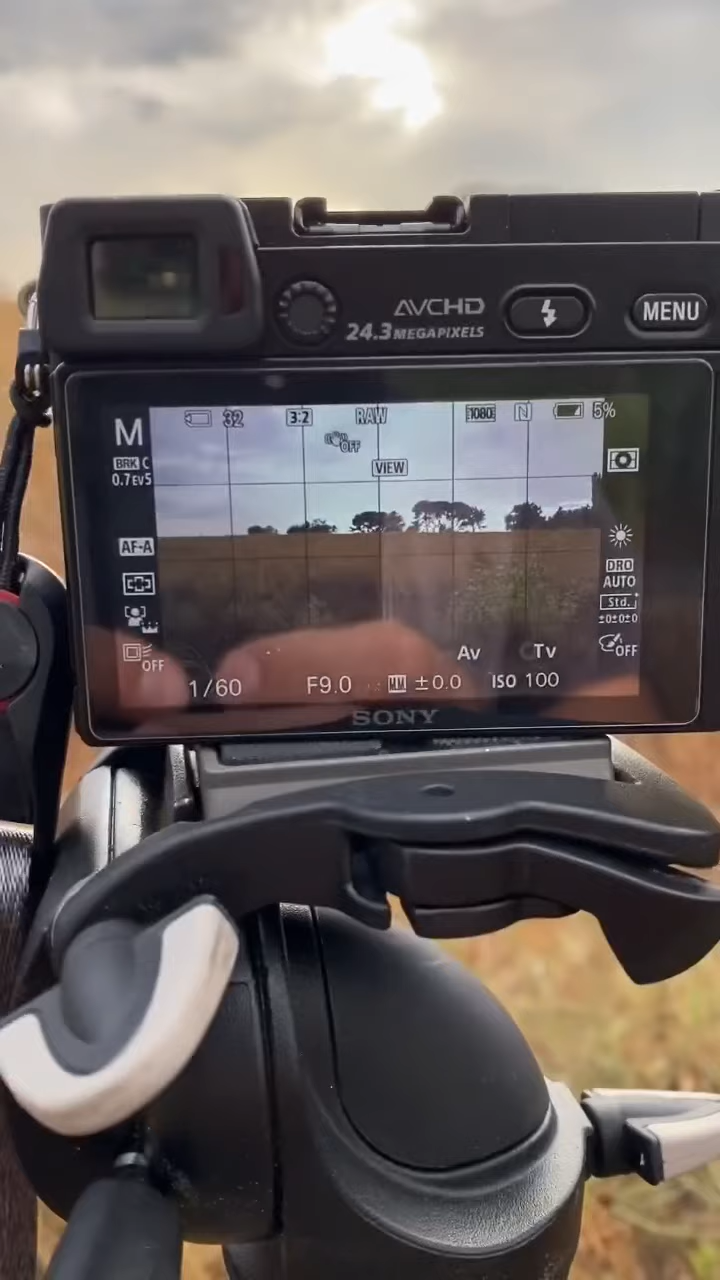 AVCHD
24.3 MEGAPIXELS
MENU
M
32
3:2
RAW
1080
N
5%
OFF
BRK C
0.7EV5
VIEW
AF-A
DRO
AUTO
Std.
±0±0±0
OFF
OFF
Av
Tv
1/60
F9.0
MM ±0.0
ISO 100
SONY